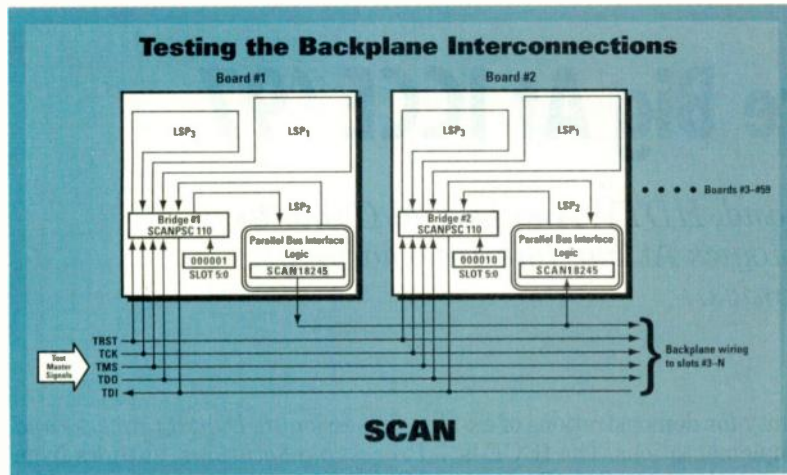 Testing the Backplane Interconnections
Board #1
LSP3
LSP1
LSP2
Bridge #1
SCANPSC 110
000001
SLOT 5:0
Parallel Bus Interface
Logic
SCAN18245
Board #2
LSP3
LSP1
LSP2
Bridge #2
SCANPSC 110
000010
SLOT 5:0
Parallel Bus Interface
Logic
SCAN18245
• • • • Boards #3–#59
Test
Master
Signals
TRST
TCK
TMS
TDO
TDI
Backplane wiring
to slots #3–N
SCAN